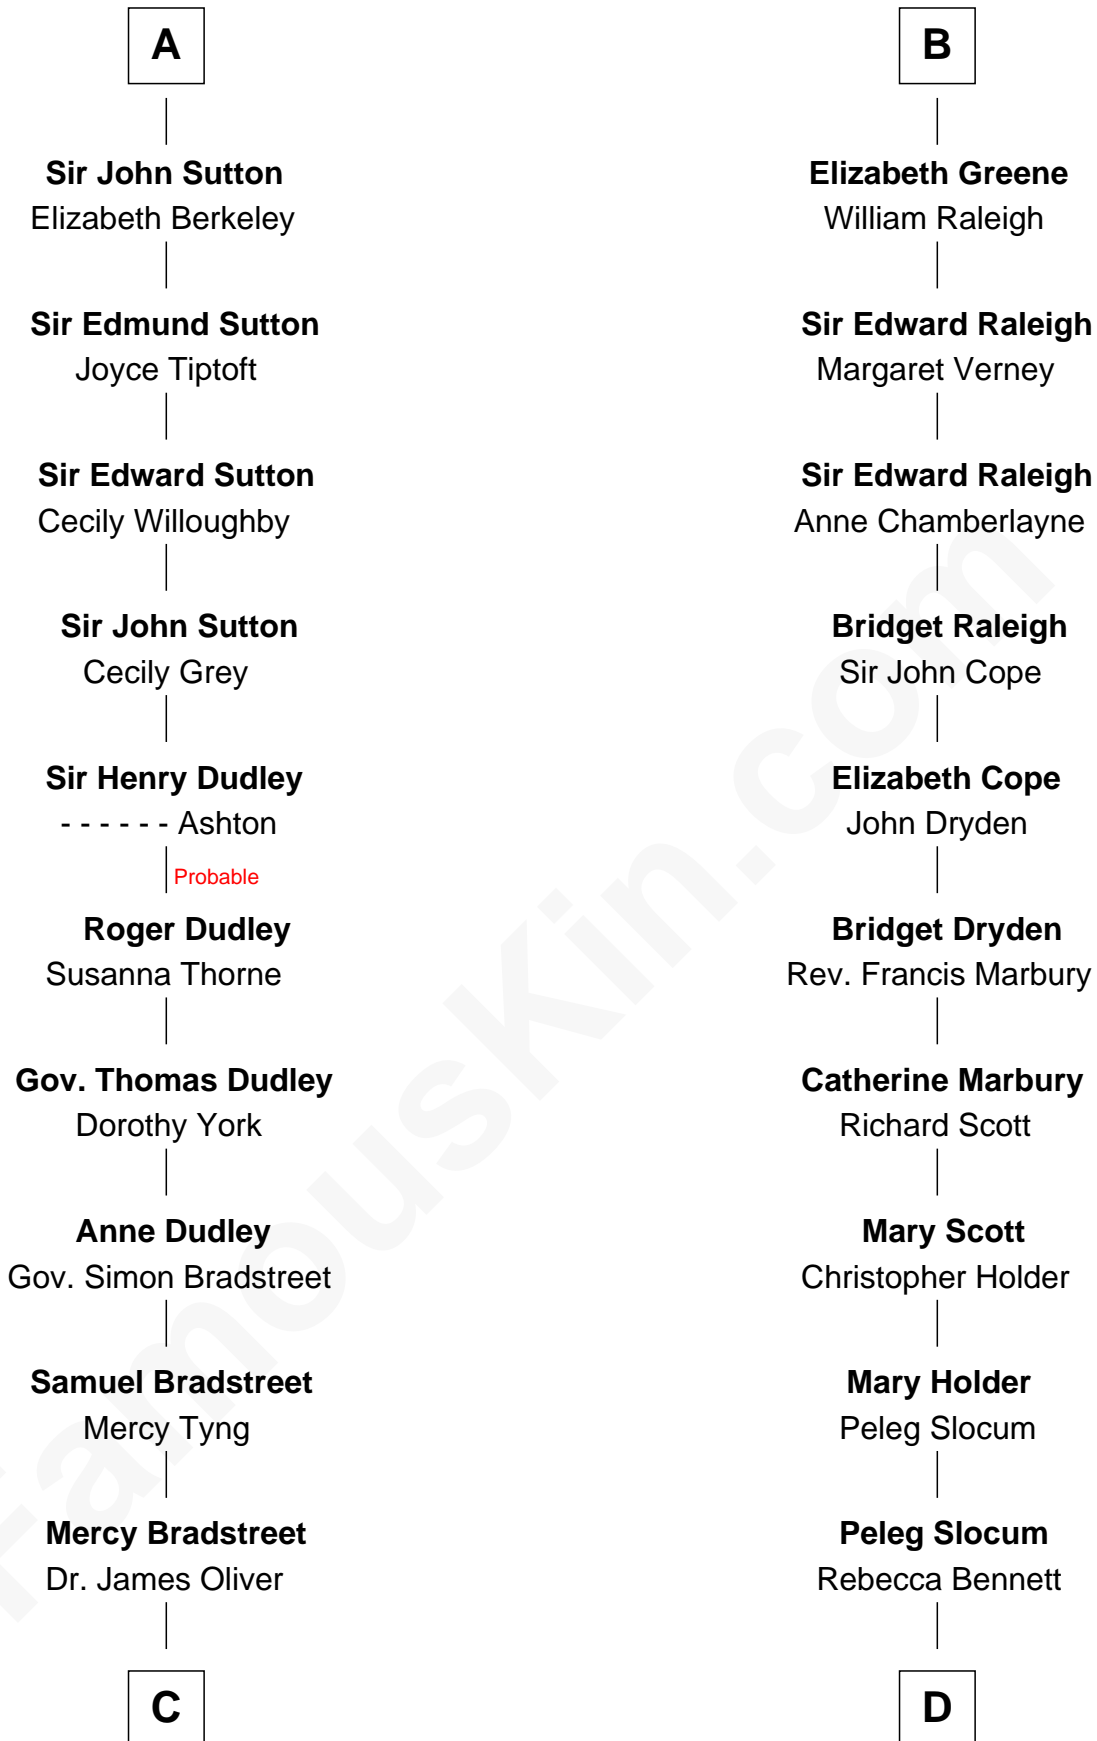 A
Sir John Sutton
Elizabeth Berkeley
Sir Edmund Sutton
Joyce Tiptoft
Sir Edward Sutton
Cecily Willoughby
Sir John Sutton
Cecily Grey
Sir Henry Dudley
- - - - - - Ashton
Probable
Roger Dudley
Susanna Thorne
Gov. Thomas Dudley
Dorothy York
Anne Dudley
Gov. Simon Bradstreet
Samuel Bradstreet
Mercy Tyng
Mercy Bradstreet
Dr. James Oliver
C
B
Elizabeth Greene
William Raleigh
Sir Edward Raleigh
Margaret Verney
Sir Edward Raleigh
Anne Chamberlayne
Bridget Raleigh
Sir John Cope
Elizabeth Cope
John Dryden
Bridget Dryden
Rev. Francis Marbury
Catherine Marbury
Richard Scott
Mary Scott
Christopher Holder
Mary Holder
Peleg Slocum
Peleg Slocum
Rebecca Bennett
D
FamousKin.com